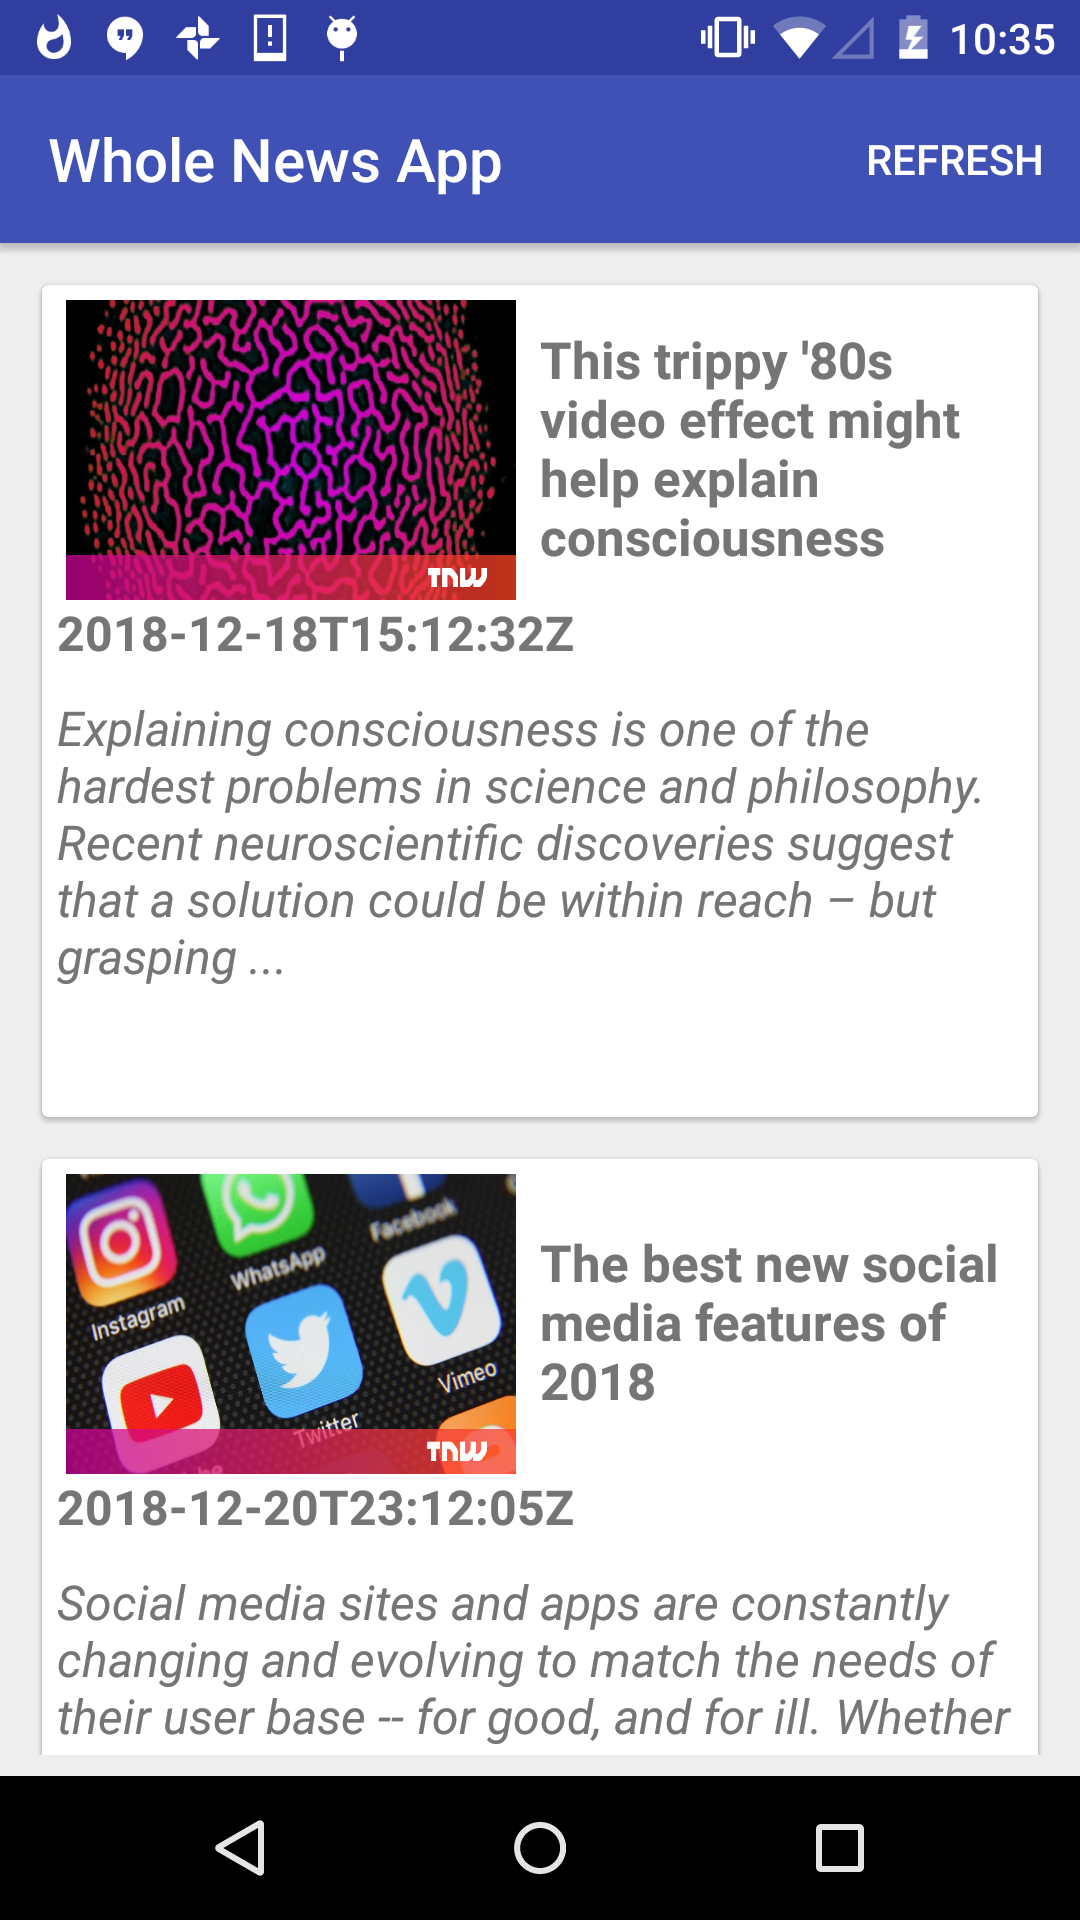 10:35
Whole News App
REFRESH
TNW
This trippy '80s
video effect might
help explain
consciousness
2018-12-18T15:12:32Z
Explaining consciousness is one of the
hardest problems in science and philosophy.
Recent neuroscientific discoveries suggest
that a solution could be within reach – but
grasping ...
Instagram
WhatsApp
Facebook
Vimeo
Twitter
TNW
The best new social
media features of
2018
2018-12-20T23:12:05Z
Social media sites and apps are constantly
changing and evolving to match the needs of
their user base -- for good, and for ill. Whether